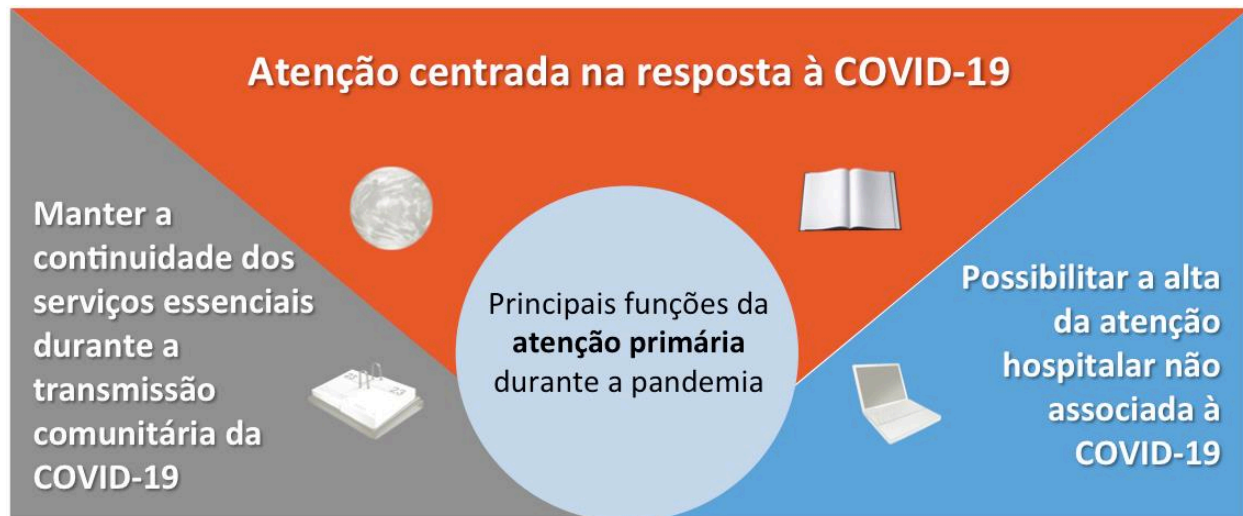 Atenção centrada na resposta à COVID-19
Manter a
continuidade dos
serviços essenciais
durante a
transmissão
comunitária da
COVID-19
Principais funções da
atenção primária
durante a pandemia
Possibilitar a alta
da atenção
hospitalar não
associada à
COVID-19